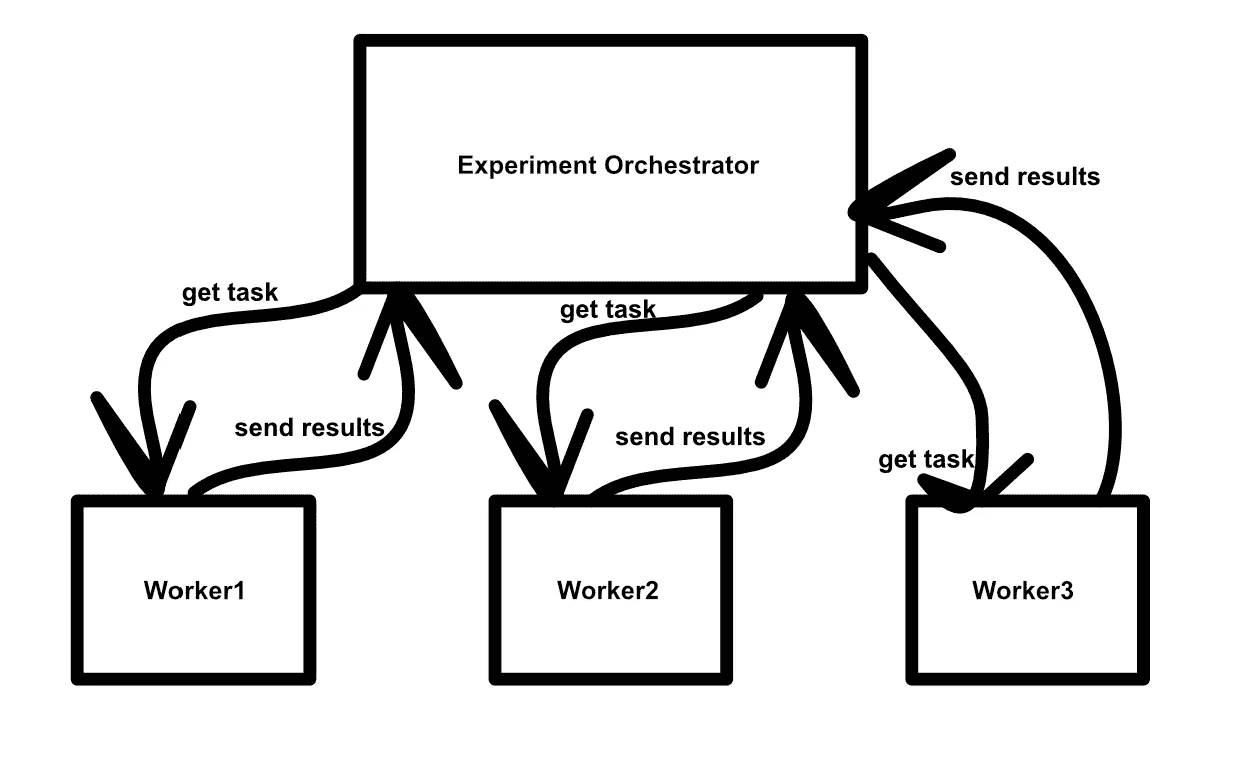 Experiment Orchestrator
send results
get task
get task
send results
send results
get task
Worker1
Worker2
Worker3